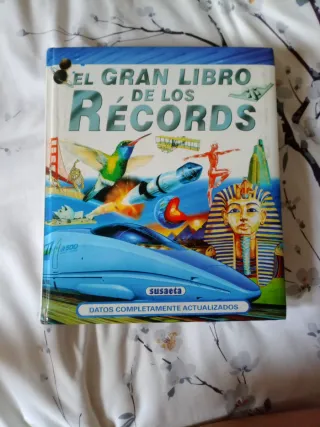 EL GRAN LIBRO
DE LOS
RÉCORDS
susaeta
DATOS COMPLETAMENTE ACTUALIZADOS